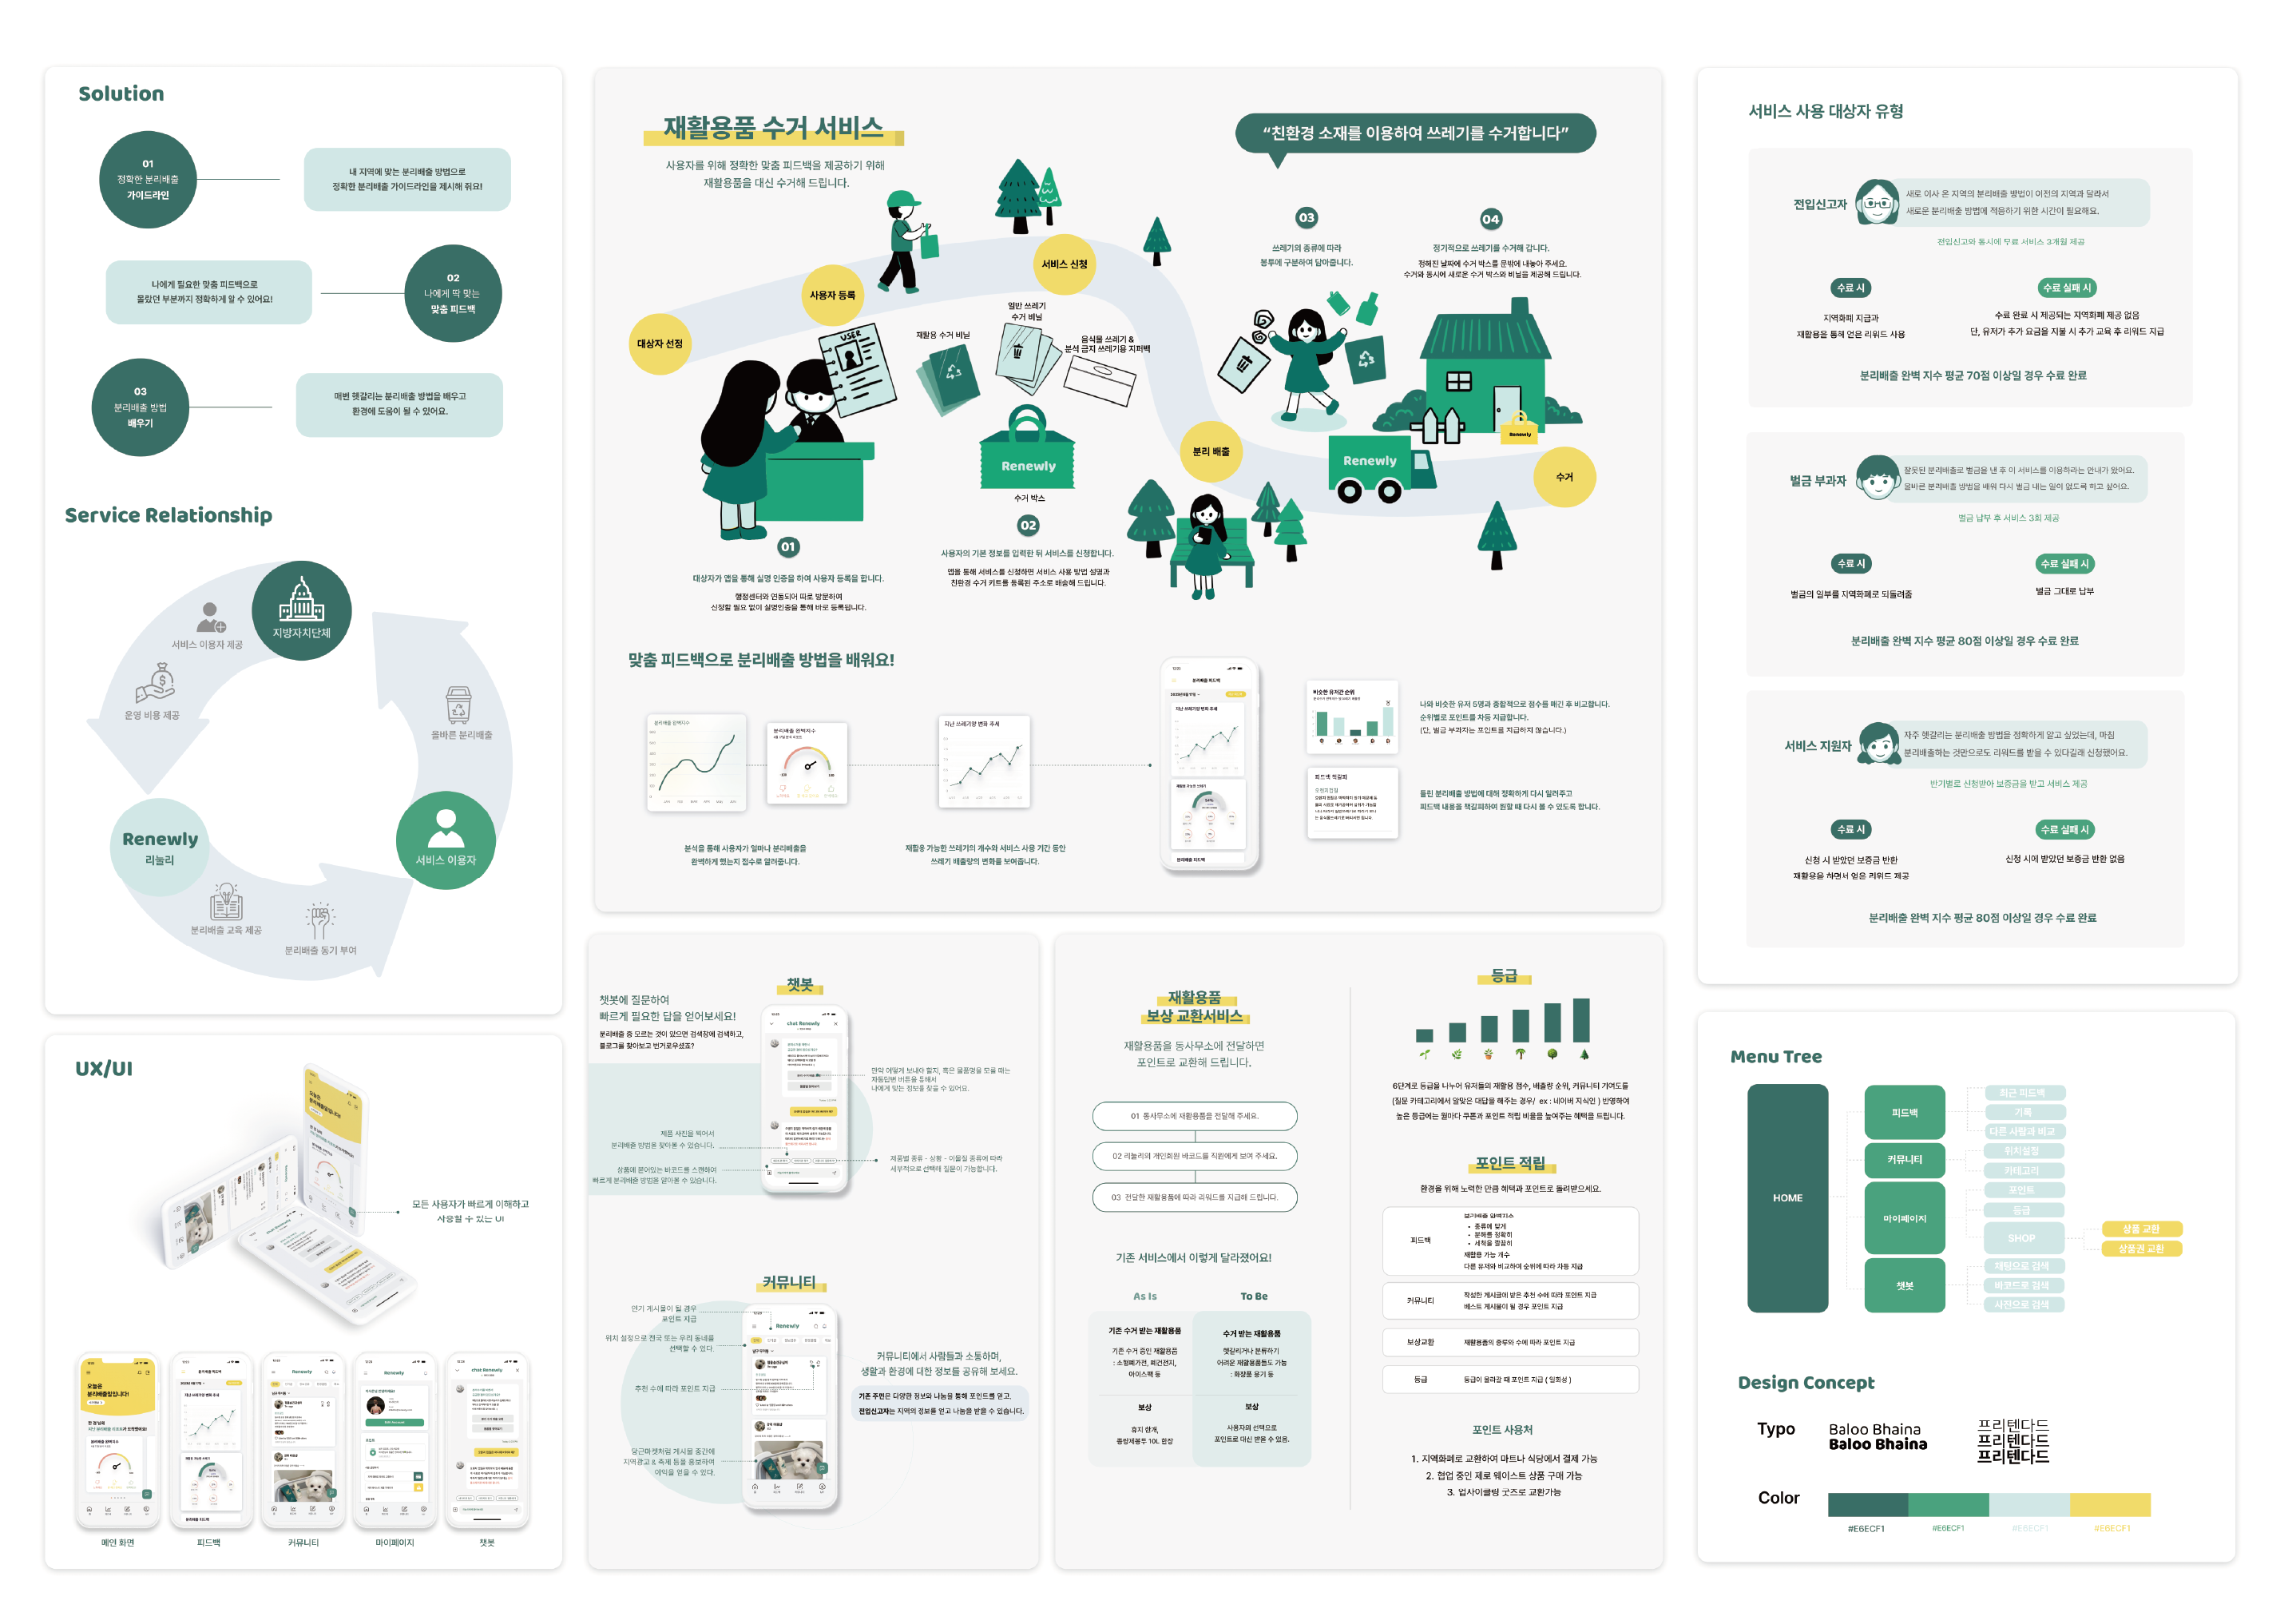 Solution
01
정확한 분리배출
가이드라인
내 지역에 맞는 분리배출 방법으로
정확한 분리배출 가이드라인을 제시해 줘요!
02
나에게 딱 맞는
맞춤 피드백
나에게 필요한 맞춤 피드백으로
몰랐던 부분까지 정확하게 알 수 있어요!
03
분리배출 방법
배우기
매번 헷갈리는 분리배출 방법을 배우고
환경에 도움이 될 수 있어요.
Service Relationship
지방자치단체
서비스 이용자 제공
운영 비용 제공
올바른 분리배출
Renewly
리눌리
서비스 이용자
분리배출 교육 제공
분리배출 동기 부여
UX/UI
모든 사용자가 빠르게 이해하고
사용할 수 있는 UI
메인 화면
피드백
커뮤니티
마이페이지
챗봇
재활용품 수거 서비스
사용자를 위해 정확한 맞춤 피드백을 제공하기 위해
재활용품을 대신 수거해 드립니다.
“친환경 소재를 이용하여 쓰레기를 수거합니다”
대상자 선정
사용자 등록
서비스 신청
분리 배출
수거
USER
재활용 수거 비닐
일반 쓰레기
수거 비닐
음식물 쓰레기 &
분석 금지 쓰레기용 지퍼백
Renewly
수거 박스
Renewly
Renewly
01
대상자가 앱을 통해 실명 인증을 하여 사용자 등록을 합니다.
행정센터와 연동되어 따로 방문하여
신청할 필요 없이 실명인증을 통해 바로 등록됩니다.
02
사용자의 기본 정보를 입력한 뒤 서비스를 신청합니다.
앱을 통해 서비스를 신청하면 서비스 사용 방법 설명과
친환경 수거 키트를 등록된 주소로 배송해 드립니다.
03
쓰레기의 종류에 따라
봉투에 구분하여 담아줍니다.
04
정기적으로 쓰레기를 수거해 갑니다.
정해진 날짜에 수거 박스를 문밖에 내놓아 주세요.
수거와 동시에 새로운 수거 박스와 비닐을 제공해 드립니다.
맞춤 피드백으로 분리배출 방법을 배워요!
분리배출 완벽지수
분리배출 완벽지수
지난 쓰레기양 변화 추세
분리배출 피드백
지난 쓰레기양 변화 추세
분리배출 피드백
비슷한 유저간 순위
피드백 책갈피
분석을 통해 사용자가 얼마나 분리배출을
완벽하게 했는지 점수로 알려줍니다.
재활용 가능한 쓰레기의 개수와 서비스 사용 기간 동안
쓰레기 배출량의 변화를 보여줍니다.
나와 비슷한 유저 5명과 종합적으로 점수를 매긴 후 비교합니다.
순위별로 포인트를 차등 지급합니다.
(단, 벌금 부과자는 포인트를 지급하지 않습니다.)
틀린 분리배출 방법에 대해 정확하게 다시 알려주고
피드백 내용을 책갈피하여 원할 때 다시 볼 수 있도록 합니다.
챗봇
챗봇에 질문하여
빠르게 필요한 답을 얻어보세요!
분리배출 중 모르는 것이 있으면 검색창에 검색하고,
블로그를 찾아보고 번거로우셨죠?
chat Renewly
만약 어떻게 보내야 할지, 혹은 물품명을 모를 때는
자동답변 버튼을 통해서
나에게 맞는 정보를 찾을 수 있어요.
제품 사진을 찍어서
분리배출 방법을 찾아볼 수 있습니다.
상품에 붙어있는 바코드를 스캔하여
빠르게 분리배출 방법을 알아볼 수 있습니다.
제품별 종류 - 상황 - 이물질 종류에 따라
세부적으로 선택해 질문이 가능합니다.
커뮤니티
인기 게시물이 될 경우
포인트 지급
위치 설정으로 전국 또는 우리 동네를
선택할 수 있다.
추천 수에 따라 포인트 지급
당근마켓처럼 게시물 중간에
지역광고 & 축제 등을 홍보하여
이익을 얻을 수 있다.
Renewly
커뮤니티에서 사람들과 소통하며,
생활과 환경에 대한 정보를 공유해 보세요.
기존 주민은 다양한 정보와 나눔을 통해 포인트를 얻고,
전입신고자는 지역의 정보를 얻고 나눔을 받을 수 있습니다.
재활용품
보상 교환서비스
재활용품을 동사무소에 전달하면
포인트로 교환해 드립니다.
01 동사무소에 재활용품을 전달해 주세요.
02 리눌리의 개인회원 바코드를 직원에게 보여 주세요.
03 전달한 재활용품에 따라 리워드를 지급해 드립니다.
기존 서비스에서 이렇게 달라졌어요!
As Is
To Be
기존 수거 받는 재활용품
기존 수거 중인 재활용품
: 소형폐가전, 폐건전지,
아이스팩 등
보상
휴지 한개,
종량제봉투 10L 한장
수거 받는 재활용품
헷갈리거나 분류하기
어려운 재활용품들도 가능
: 화장품 용기 등
보상
사용자의 선택으로
포인트로 대신 받을 수 있음.
등급
6단계로 등급을 나누어 유저들의 재활용 점수, 배출량 순위, 커뮤니티 기여도를
(질문 카테고리에서 알맞은 대답을 해주는 경우/ ex : 네이버 지식인 ) 반영하여
높은 등급에는 월마다 쿠폰과 포인트 적립 비율을 높여주는 혜택을 드립니다.
포인트 적립
환경을 위해 노력한 만큼 혜택과 포인트로 돌려받으세요.
피드백
분리배출 완벽지수
• 종류에 맞게
• 분해를 정확히
• 세척을 깔끔히
재활용 가능 개수
다른 유저와 비교하여 순위에 따라 차등 지급
커뮤니티
작성한 게시글에 받은 추천 수에 따라 포인트 지급
베스트 게시물이 될 경우 포인트 지급
보상교환
재활용품의 종류와 수에 따라 포인트 지급
등급
등급이 올라갈 때 포인트 지급 ( 일회성 )
포인트 사용처
1. 지역화폐로 교환하여 마트나 식당에서 결제 가능
2. 협업 중인 제로 웨이스트 상품 구매 가능
3. 업사이클링 굿즈로 교환가능
서비스 사용 대상자 유형
전입신고자
새로 이사 온 지역의 분리배출 방법이 이전의 지역과 달라서
새로운 분리배출 방법에 적응하기 위한 시간이 필요해요.
전입신고와 동시에 무료 서비스 3개월 제공
수료 시
지역화폐 지급과
재활용을 통해 얻은 리워드 사용
수료 실패 시
수료 완료 시 제공되는 지역화폐 제공 없음
단, 유저가 추가 요금을 지불 시 추가 교육 후 리워드 지급
분리배출 완벽 지수 평균 70점 이상일 경우 수료 완료
벌금 부과자
잘못된 분리배출로 벌금을 낸 후 이 서비스를 이용하라는 안내가 왔어요.
올바른 분리배출 방법을 배워 다시 벌금 내는 일이 없도록 하고 싶어요.
벌금 납부 후 서비스 3회 제공
수료 시
벌금의 일부를 지역화폐로 되돌려줌
수료 실패 시
벌금 그대로 납부
분리배출 완벽 지수 평균 80점 이상일 경우 수료 완료
서비스 지원자
자주 헷갈리는 분리배출 방법을 정확하게 알고 싶었는데, 마침
분리배출하는 것만으로도 리워드를 받을 수 있다길래 신청했어요.
반기별로 신청받아 보증금을 받고 서비스 제공
수료 시
신청 시 받았던 보증금 반환
재활용을 하면서 얻은 리워드 제공
수료 실패 시
신청 시에 받았던 보증금 반환 없음
분리배출 완벽 지수 평균 80점 이상일 경우 수료 완료
Menu Tree
HOME
피드백
최근 피드백
기록
다른 사람과 비교
커뮤니티
위치설정
카테고리
마이페이지
포인트
등급
SHOP
상품 교환
상품권 교환
챗봇
채팅으로 검색
바코드로 검색
사진으로 검색
Design Concept
Typo
Baloo Bhaina
Baloo Bhaina
프리텐다드
프리텐다드
프리텐다드
Color
#E6ECF1
#E6ECF1
#E6ECF1
#E6ECF1